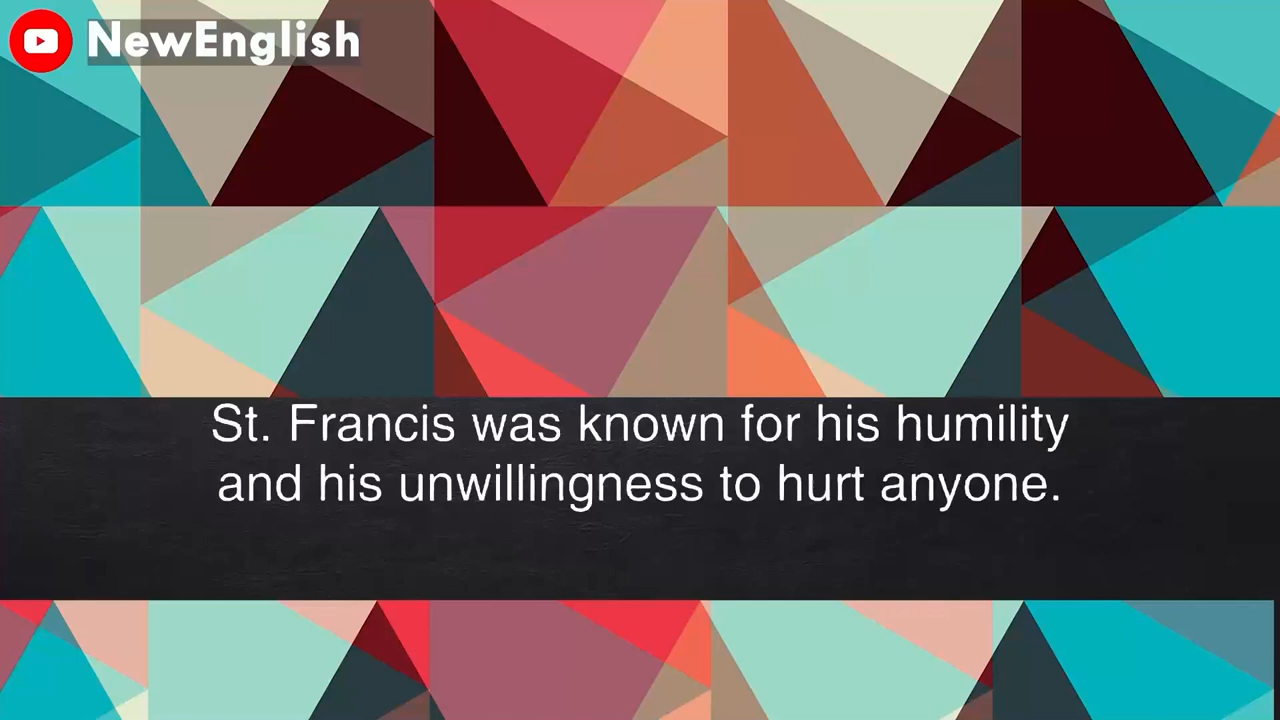 NewEnglish
St. Francis was known for his humility
and his unwillingness to hurt anyone.